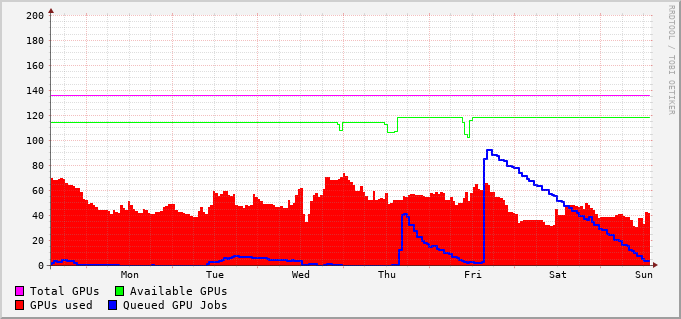 200
180
160
140
120
100
80
60
40
20
0
Mon Tue Wed Thu Fri Sat Sun
Total GPUs Available GPUs
GPUs used Queued GPU Jobs
RRDTOOL / TOBI OETIKER